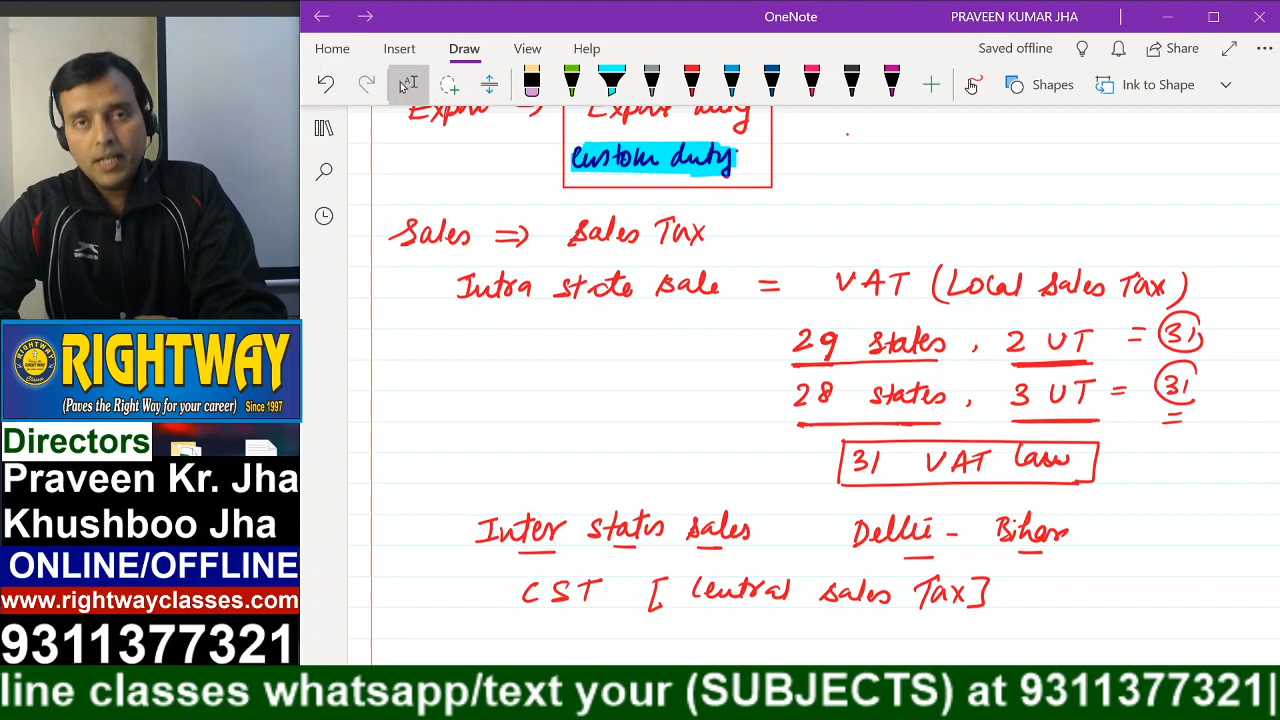 OneNote
PRAVEEN KUMAR JHA
Home Insert Draw View Help
Saved offline Share
Shapes Ink to Shape
Export ⇒ Export duty
Custom duty
Sales ⇒ Sales Tax
Intra state sale = VAT (Local Sales Tax)
29 states, 2 UT = 31
28 states, 3 UT = 31
31 VAT Law
Inter states sales Delhi - Bihar
CST [Central Sales Tax]
RIGHTWAY
(Paves the Right Way for your career) Since 1997
Directors
Praveen Kr. Jha
Khushboo Jha
ONLINE/OFFLINE
www.rightwayclasses.com
9311377321
line classes whatsapp/text your (SUBJECTS) at 9311377321|